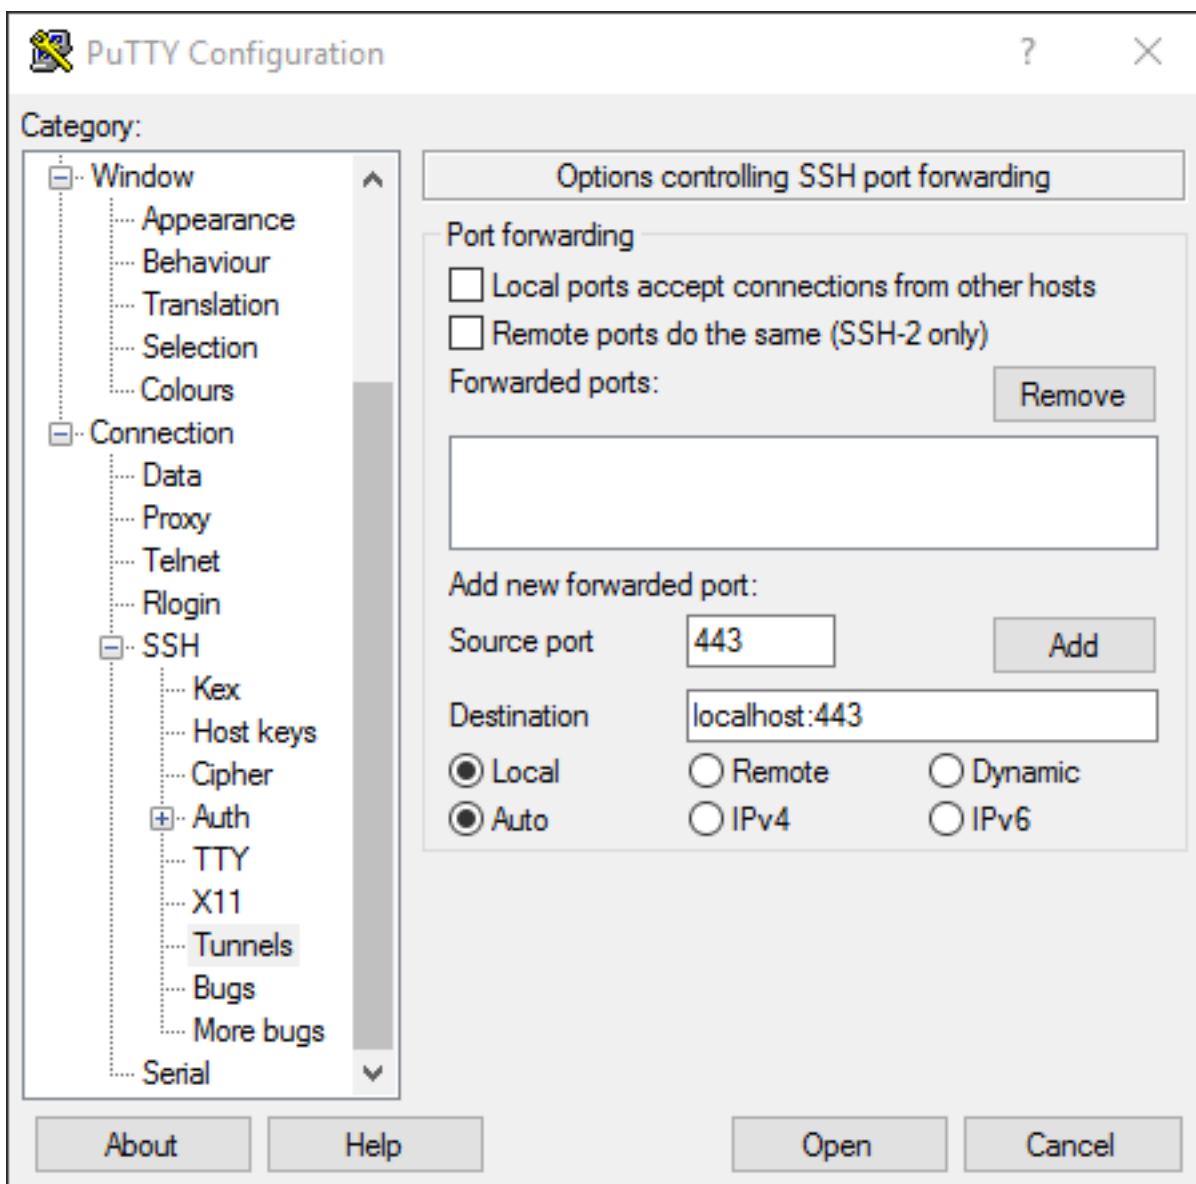 PuTTY Configuration
?
Category:
Window
Appearance
Behaviour
Translation
Selection
Colours
Connection
Data
Proxy
Telnet
Rlogin
SSH
Kex
Host keys
Cipher
Auth
TTY
X11
Tunnels
Bugs
More bugs
Serial
Options controlling SSH port forwarding
Port forwarding
Local ports accept connections from other hosts
Remote ports do the same (SSH-2 only)
Forwarded ports:
Remove
Add new forwarded port:
Source port 443 Add
Destination localhost:443
Local Remote Dynamic
Auto IPv4 IPv6
About Help Open Cancel